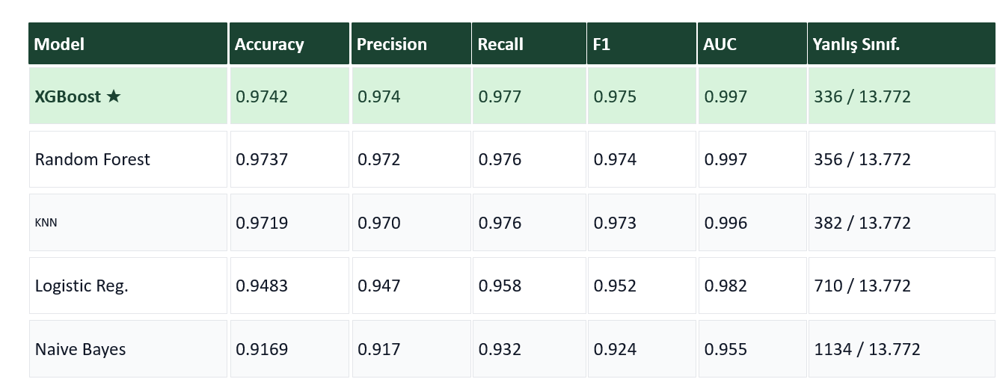 Model Accuracy Precision Recall F1 AUC Yanlış Sınıf.
XGBoost ★ 0.9742 0.974 0.977 0.975 0.997 336 / 13.772
Random Forest 0.9737 0.972 0.976 0.974 0.997 356 / 13.772
KNN 0.9719 0.970 0.976 0.973 0.996 382 / 13.772
Logistic Reg. 0.9483 0.947 0.958 0.952 0.982 710 / 13.772
Naive Bayes 0.9169 0.917 0.932 0.924 0.955 1134 / 13.772